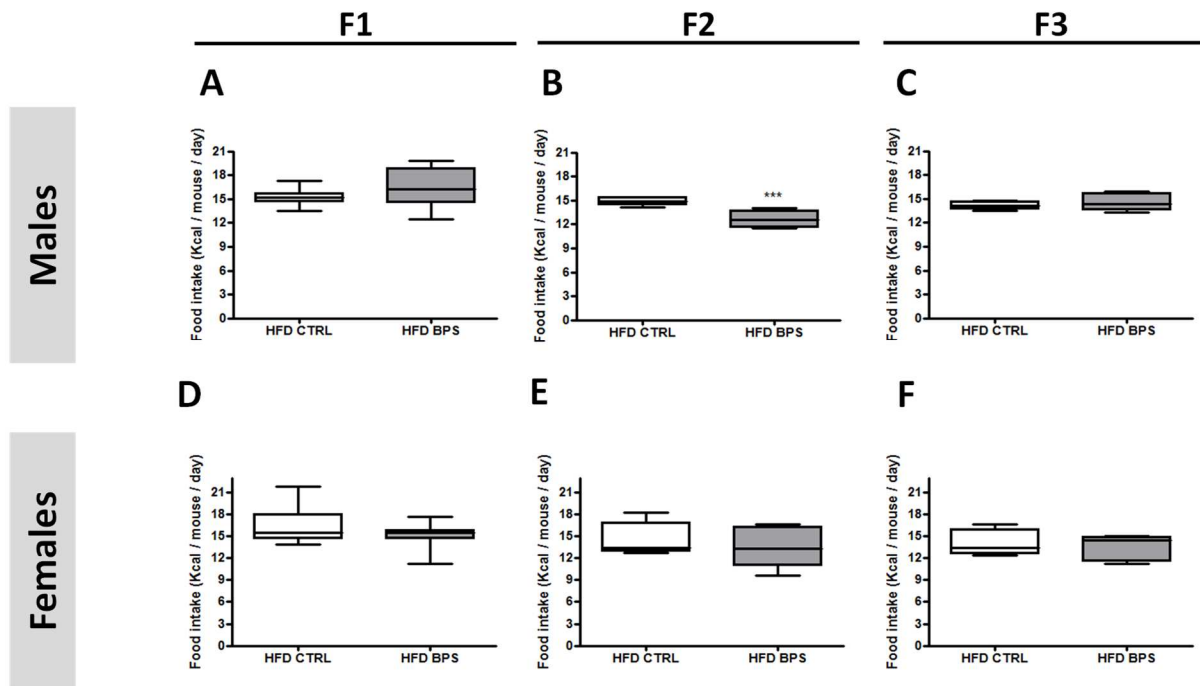 F1
F2
F3
Males
A
Food intake (Kcal / mouse / day)
21
18
15
12
9
6
3
0
HFD CTRL
HFD BPS
B
Food intake (Kcal / mouse / day)
21
18
15
12
9
6
3
0
***
HFD CTRL
HFD BPS
C
Food intake (Kcal / mouse / day)
21
18
15
12
9
6
3
0
HFD CTRL
HFD BPS
Females
D
Food intake (Kcal / mouse / day)
21
18
15
12
9
6
3
0
HFD CTRL
HFD BPS
E
Food intake (Kcal / mouse / day)
21
18
15
12
9
6
3
0
HFD CTRL
HFD BPS
F
Food intake (Kcal / mouse / day)
21
18
15
12
9
6
3
0
HFD CTRL
HFD BPS